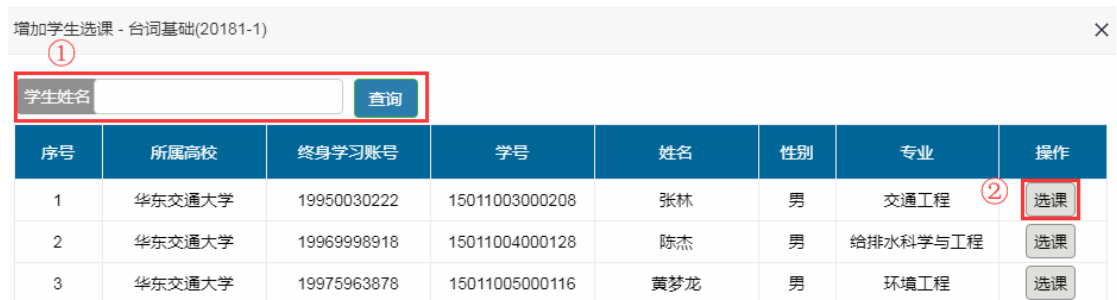 增加学生选课 - 台词基础(20181-1)
①
学生姓名 查询
序号 所属高校 终身学习账号 学号 姓名 性别 专业 操作
1 华东交通大学 19950030222 15011003000208 张林 男 交通工程 ② 选课
2 华东交通大学 19969998918 15011004000128 陈杰 男 给排水科学与工程 选课
3 华东交通大学 19975963878 15011005000116 黄梦龙 男 环境工程 选课